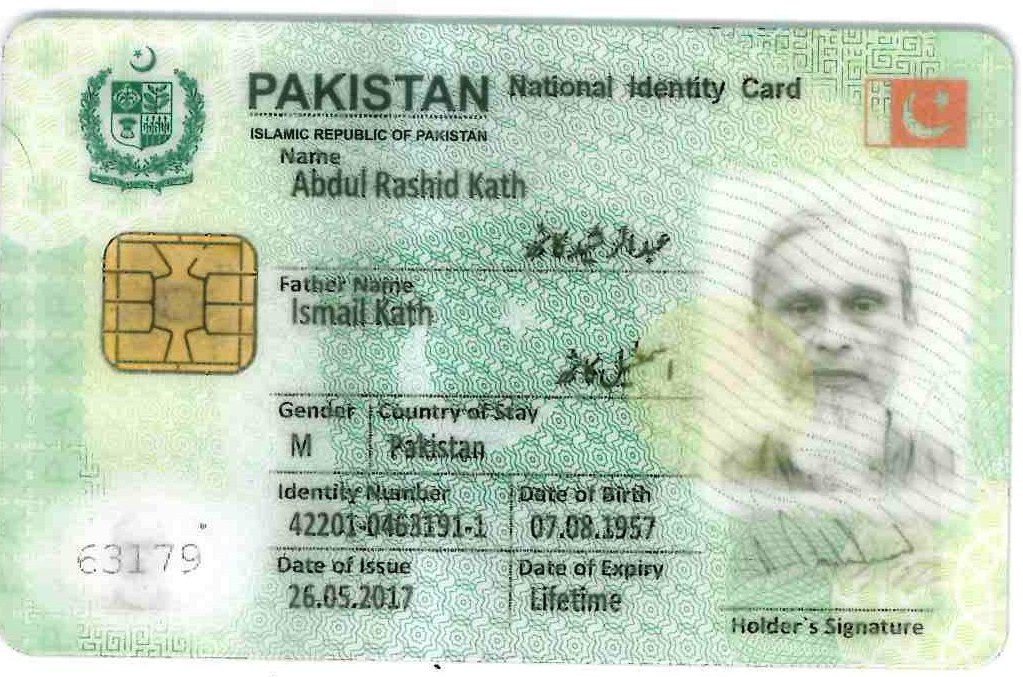 PAKISTAN National Identity Card
ISLAMIC REPUBLIC OF PAKISTAN
Name
Abdul Rashid Kath
عبدالرشید کاٹھ
Father Name
Ismail Kath
اسماعیل کاٹھ
Gender Country of Stay
M Pakistan
Identity Number Date of Birth
42201-0463191-1 07.08.1957
63179
Date of Issue Date of Expiry
26.05.2017 Lifetime
Holder`s Signature